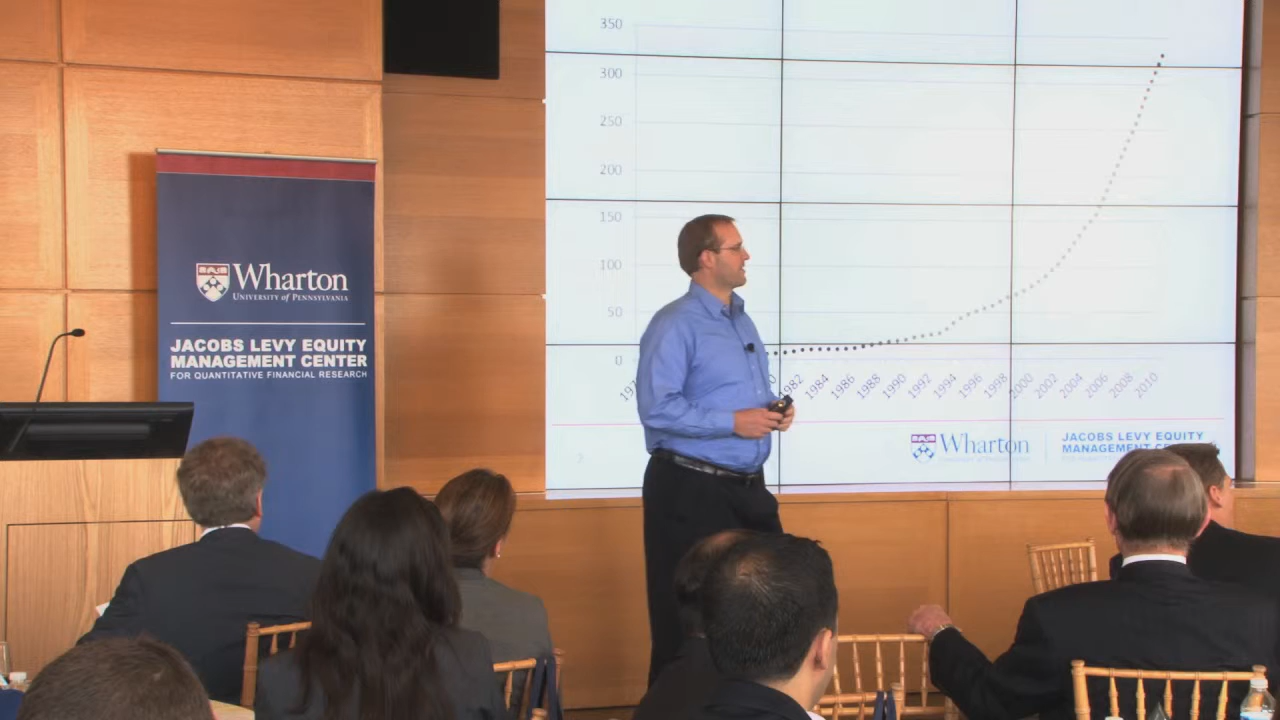 350
300
250
200
150
100
50
0
1982 1984 1986 1988 1990 1992 1994 1996 1998 2000 2002 2004 2006 2008 2010
Wharton
UNIVERSITY of PENNSYLVANIA
JACOBS LEVY EQUITY
MANAGEMENT CENTER
FOR QUANTITATIVE FINANCIAL RESEARCH
Wharton
JACOBS LEVY EQUITY
MANAGEMENT